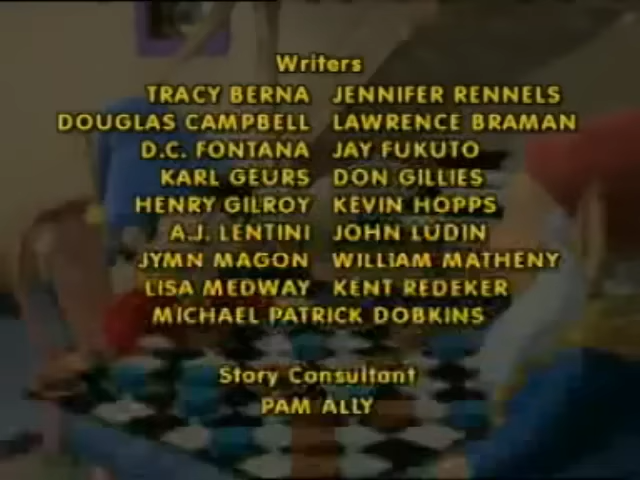 Writers
TRACY BERNA JENNIFER RENNELS
DOUGLAS CAMPBELL LAWRENCE BRAMAN
D.C. FONTANA JAY FUKUTO
KARL GEURS DON GILLIES
HENRY GILROY KEVIN HOPPS
A.J. LENTINI JOHN LUDIN
JYMN MAGON WILLIAM MATHENY
LISA MEDWAY KENT REDEKER
MICHAEL PATRICK DOBKINS
Story Consultant
PAM ALLY